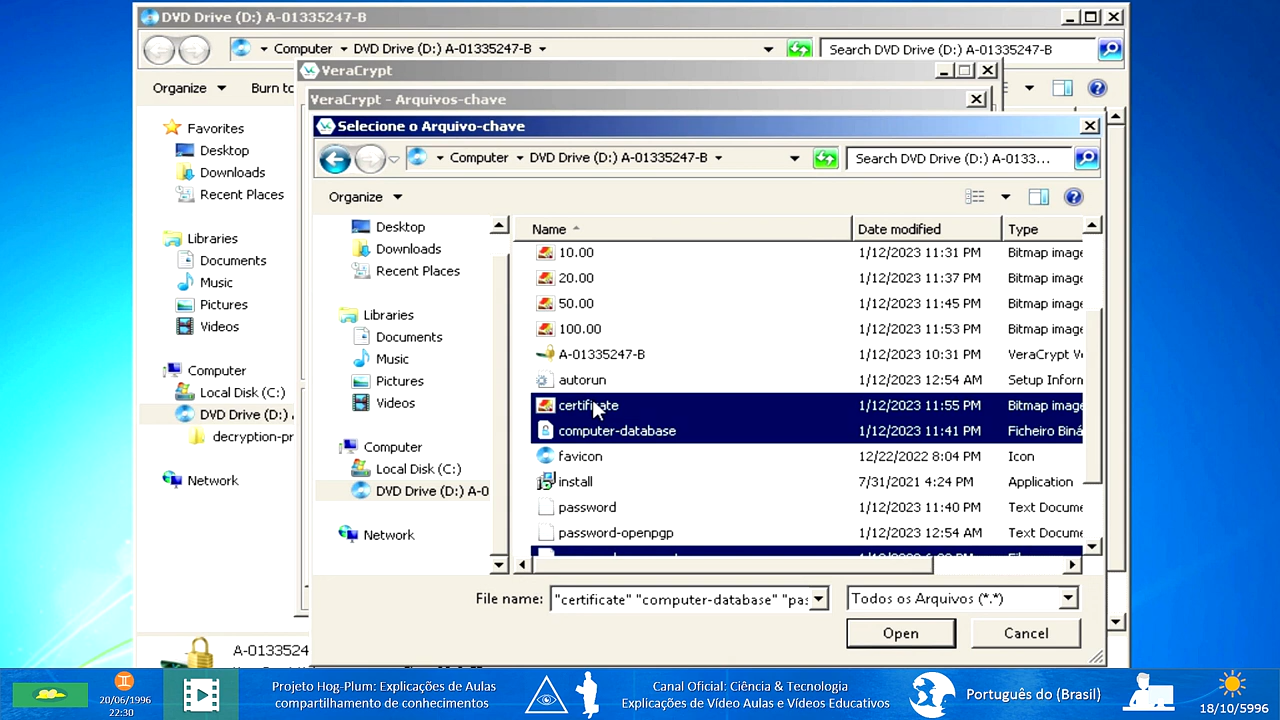 DVD Drive (D:) A-01335247-B
Computer DVD Drive (D:) A-01335247-B
Search DVD Drive (D:) A-01335247-B
Organize
Burn to
VeraCrypt
VeraCrypt - Arquivos-chave
Selecione o Arquivo-chave
Computer DVD Drive (D:) A-01335247-B
Search DVD Drive (D:) A-0133...
Organize
Favorites
Desktop
Downloads
Recent Places
Libraries
Documents
Music
Pictures
Videos
Computer
Local Disk (C:)
DVD Drive (D:)
decryption-pr
Network
A-0133524
Desktop
Downloads
Recent Places
Libraries
Documents
Music
Pictures
Videos
Computer
Local Disk (C:)
DVD Drive (D:) A-0
Network
Name Date modified Type
10.00 1/12/2023 11:31 PM Bitmap image
20.00 1/12/2023 11:37 PM Bitmap image
50.00 1/12/2023 11:45 PM Bitmap image
100.00 1/12/2023 11:53 PM Bitmap image
A-01335247-B 1/12/2023 10:31 PM VeraCrypt V
autorun 1/12/2023 12:54 AM Setup Inform
certificate 1/12/2023 11:55 PM Bitmap image
computer-database 1/12/2023 11:41 PM Ficheiro Biná
favicon 12/22/2022 8:04 PM Icon
install 7/31/2021 4:24 PM Application
password 1/12/2023 11:40 PM Text Docume
password-openpgp 1/12/2023 12:54 AM Text Docume
File name: "certificate" "computer-database" "pas
Todos os Arquivos (*.*)
Open
Cancel
20/06/1996
22:30
Projeto Hog-Plum: Explicações de Aulas
compartilhamento de conhecimentos
Canal Oficial: Ciência & Tecnologia
Explicações de Vídeo Aulas e Vídeos Educativos
Português do (Brasil)
18/10/5996